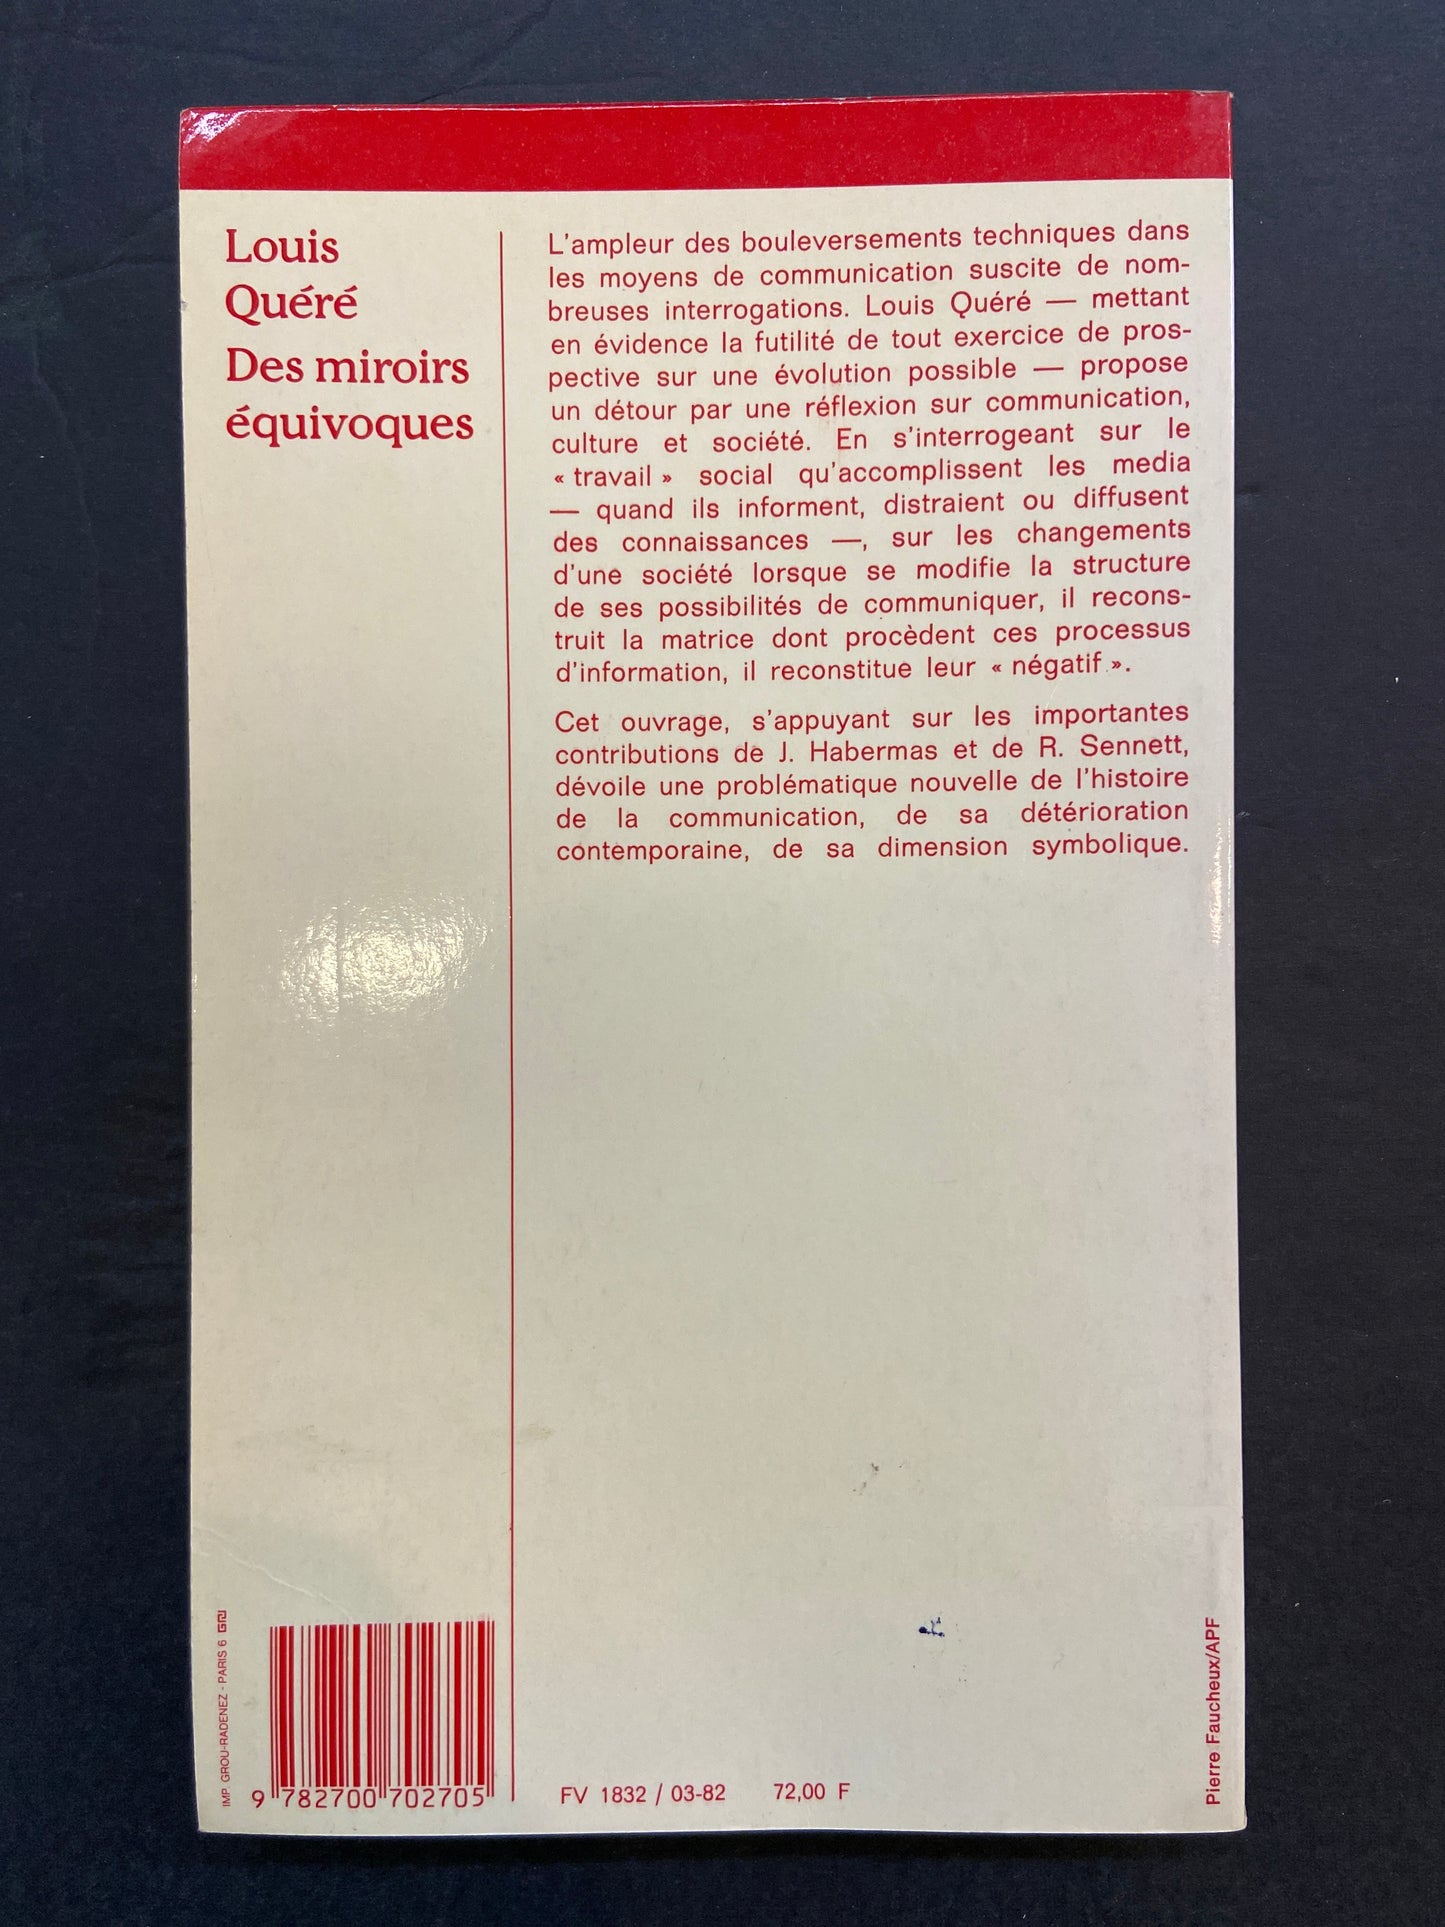 Louis
Quéré
Des miroirs
équivoques
L'ampleur des bouleversements techniques dans
les moyens de communication suscite de nom-
breuses interrogations. Louis Quéré — mettant
en évidence la futilité de tout exercice de pros-
pective sur une évolution possible — propose
un détour par une réflexion sur communication,
culture et société. En s'interrogeant sur le
« travail » social qu'accomplissent les media
— quand ils informent, distraient ou diffusent
des connaissances —, sur les changements
d'une société lorsque se modifie la structure
de ses possibilités de communiquer, il recons-
truit la matrice dont procèdent ces processus
d'information, il reconstitue leur « négatif ».
Cet ouvrage, s'appuyant sur les importantes
contributions de J. Habermas et de R. Sennett,
dévoile une problématique nouvelle de l'histoire
de la communication, de sa détérioration
contemporaine, de sa dimension symbolique.
IMP. GROU-RADENEZ - PARIS 6
9 782700 702705
FV 1832 / 03-82 72,00 F
Pierre Faucheux/APF